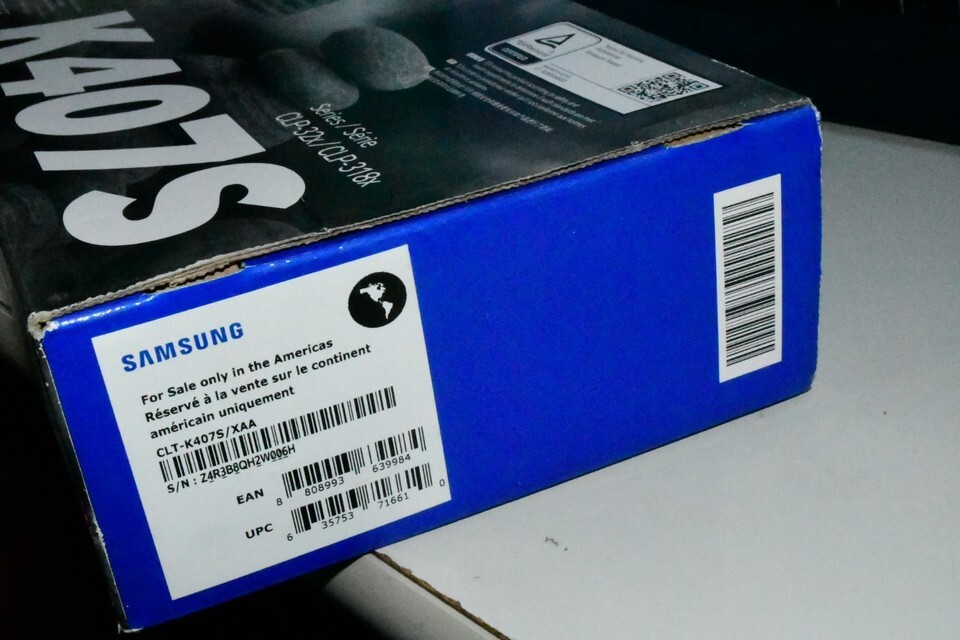 K407S
Series / Série
CLP-32x / CLP-318x
SAMSUNG
For Sale only in the Americas
Réservé à la vente sur le continent
américain uniquement
CLT-K407S/XAA
S/N : Z4R3B8QH2W006H
EAN
8 808993 639984
UPC
6 35753 71661 0